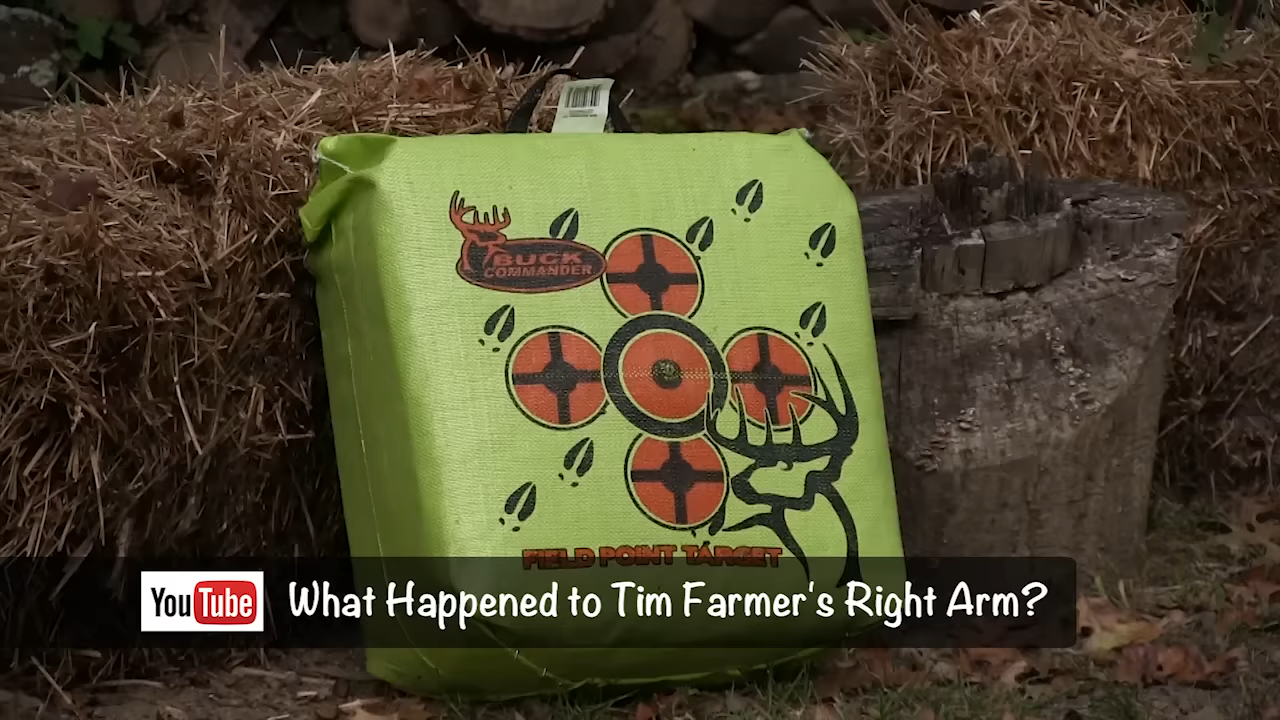 BUCK
COMMANDER
FIELD POINT TARGET
YouTube What Happened to Tim Farmer's Right Arm?